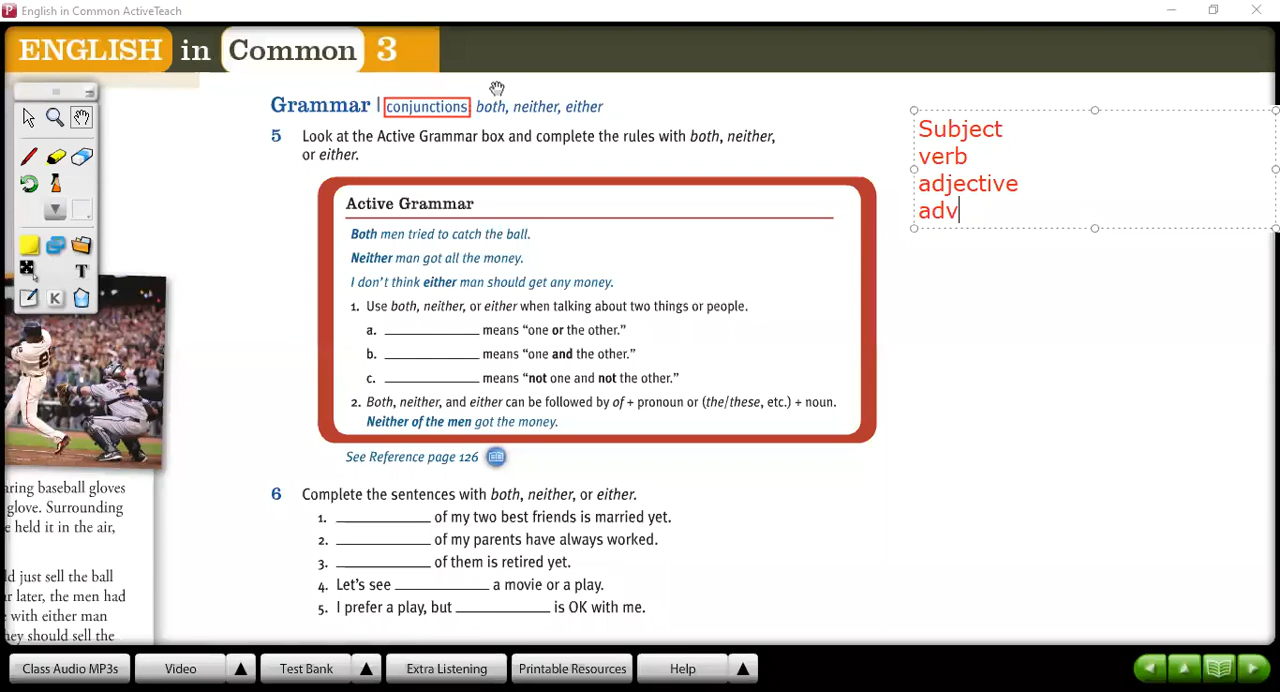 English in Common ActiveTeach
ENGLISH in Common 3
Grammar | conjunctions both, neither, either
Subject
verb
adjective
adv
5 Look at the Active Grammar box and complete the rules with both, neither,
or either.
Active Grammar
Both men tried to catch the ball.
Neither man got all the money.
I don't think either man should get any money.
1. Use both, neither, or either when talking about two things or people.
a. ____________ means "one or the other."
b. ____________ means "one and the other."
c. ____________ means "not one and not the other."
2. Both, neither, and either can be followed by of + pronoun or (the/these, etc.) + noun.
Neither of the men got the money.
See Reference page 126
6 Complete the sentences with both, neither, or either.
1. ____________ of my two best friends is married yet.
2. ____________ of my parents have always worked.
3. ____________ of them is retired yet.
4. Let's see ____________ a movie or a play.
5. I prefer a play, but ____________ is OK with me.
T
K
aring baseball gloves
glove. Surrounding
e held it in the air,
ld just sell the ball
r later, the men had
with either man
hey should sell the
Class Audio MP3s
Video
Test Bank
Extra Listening
Printable Resources
Help